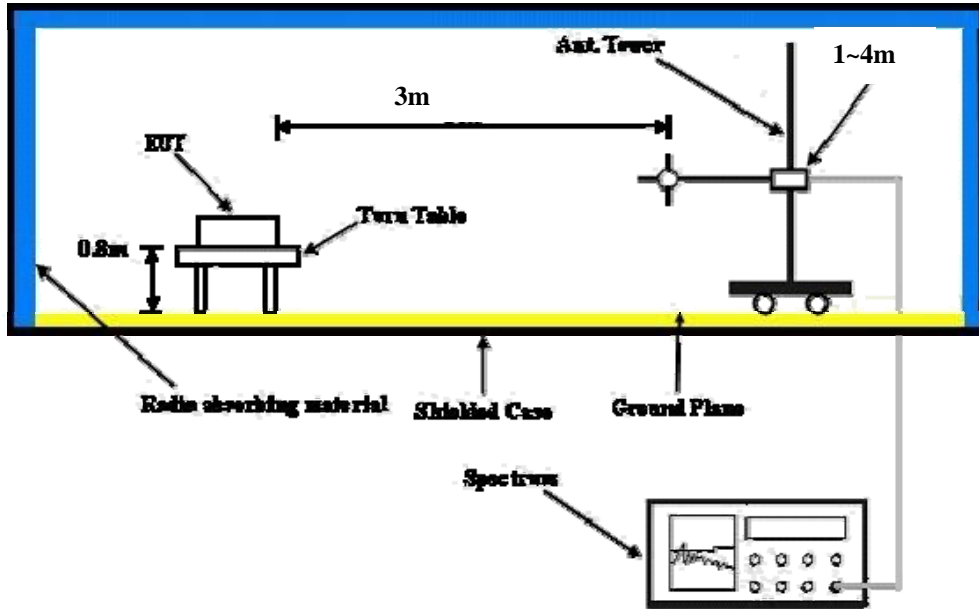 Ant. Tower
1~4m
3m
EUT
Turn Table
0.8m
Radio absorbing material
Shielded Case
Ground Plane
Spectrum